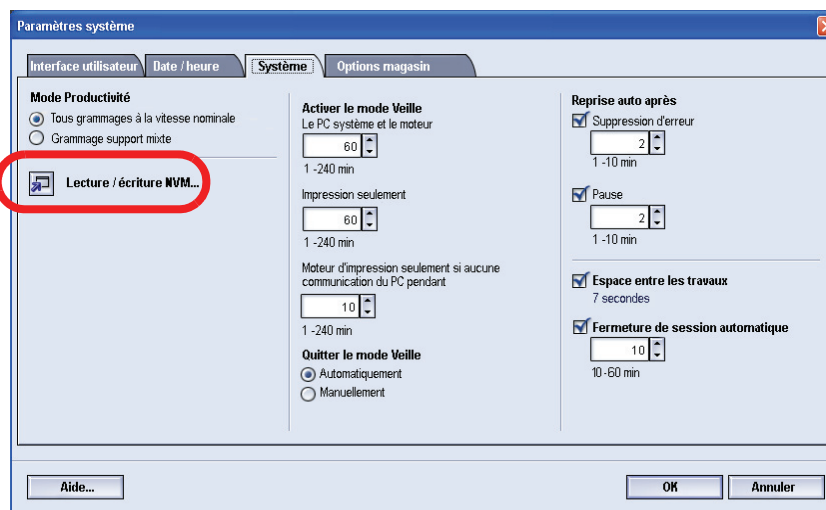 Paramètres système
Interface utilisateur
Date / heure
Système
Options magasin
Mode Productivité
Tous grammages à la vitesse nominale
Grammage support mixte
Lecture / écriture NVM...
Activer le mode Veille
Le PC système et le moteur
60
1 -240 min
Impression seulement
60
1 -240 min
Moteur d'impression seulement si aucune
communication du PC pendant
10
1 -240 min
Quitter le mode Veille
Automatiquement
Manuellement
Reprise auto après
Suppression d'erreur
2
1 -10 min
Pause
2
1 -10 min
Espace entre les travaux
7 secondes
Fermeture de session automatique
10
10-60 min
Aide...
OK
Annuler